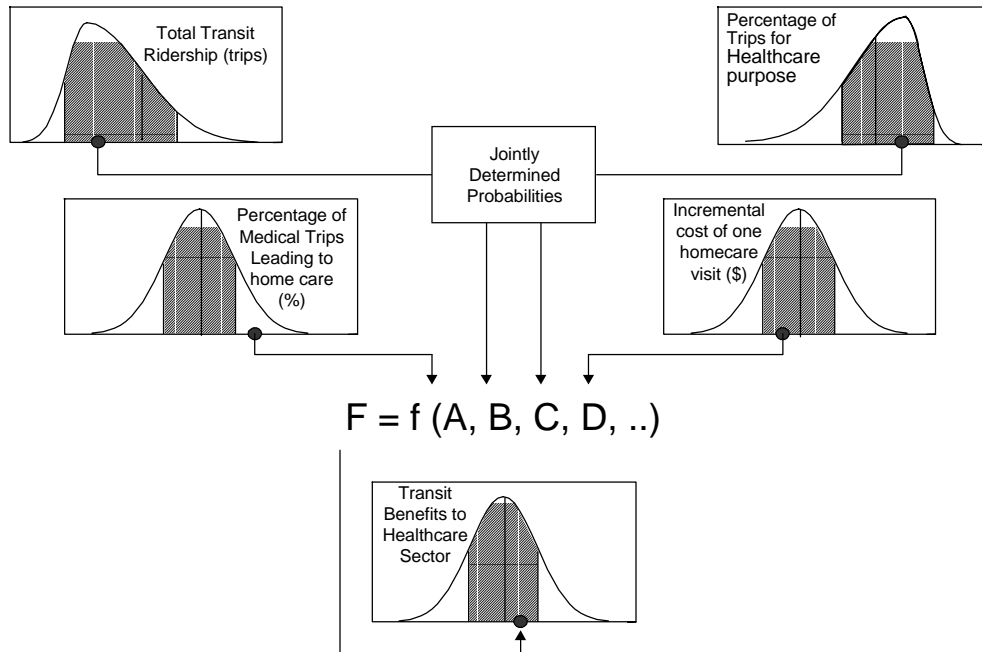 Total Transit
Ridership (trips)
Percentage of
Trips for
Healthcare
purpose
Jointly
Determined
Probabilities
Percentage of
Medical Trips
Leading to
home care
(%)
Incremental
cost of one
homecare
visit ($)
F = f (A, B, C, D, ..)
Transit
Benefits to
Healthcare
Sector